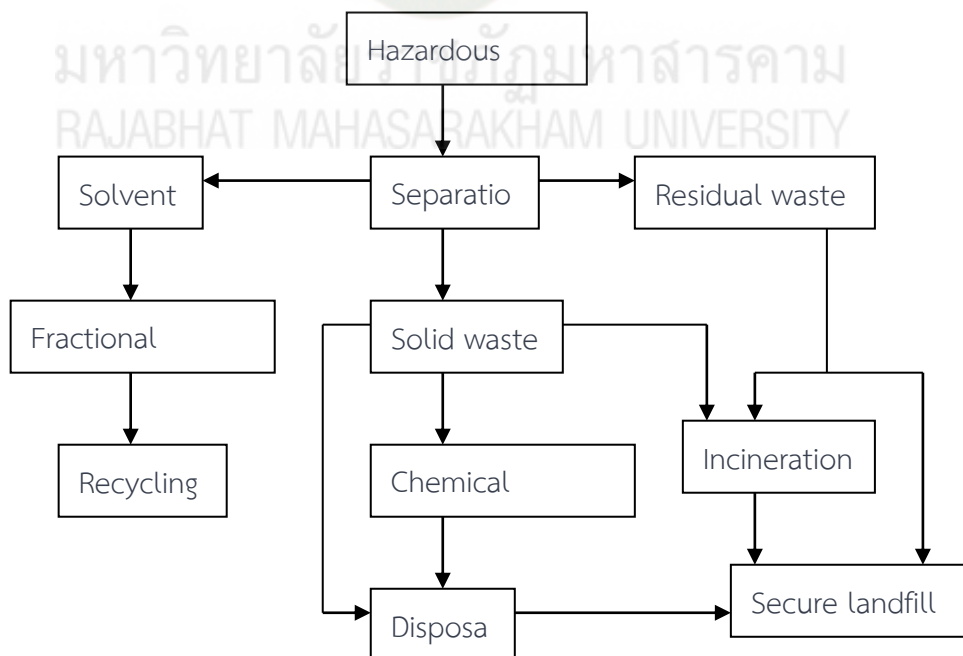 มหาวิทยาลัยราชภัฏมหาสารคาม
RAJABHAT MAHASARAKHAM UNIVERSITY
Hazardous
Solvent
Separatio
Residual waste
Fractional
Solid waste
Recycling
Chemical
Incineration
Disposa
Secure landfill